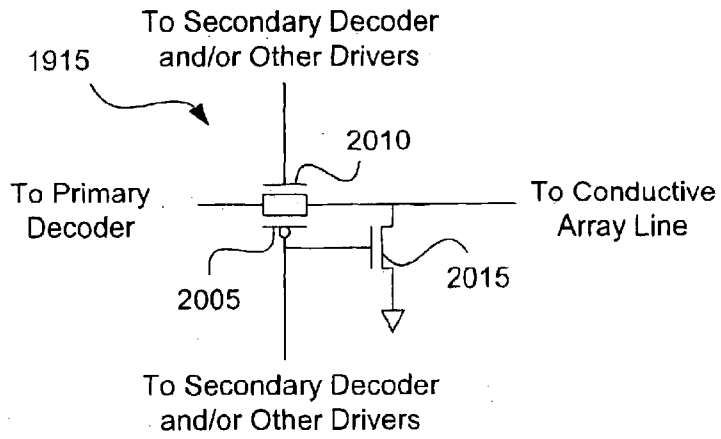 To Secondary Decoder
and/or Other Drivers
1915
2010
To Primary
Decoder
To Conductive
Array Line
2005
2015
To Secondary Decoder
and/or Other Drivers